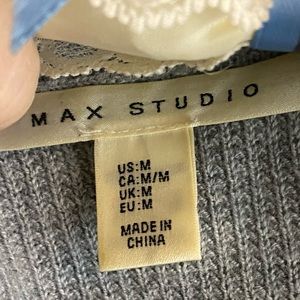 MAX STUDIO
US:M
CA:M/M
UK:M
EU:M
MADE IN
CHINA